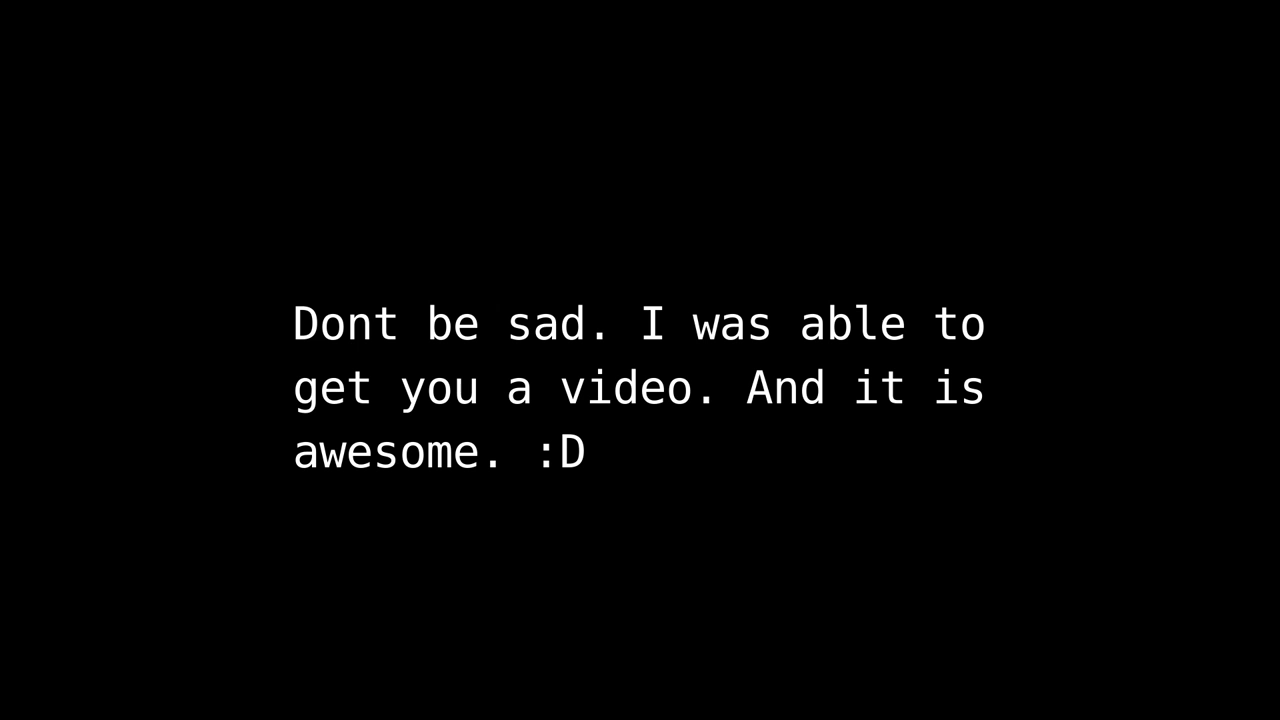 Dont be sad. I was able to
get you a video. And it is
awesome. :D